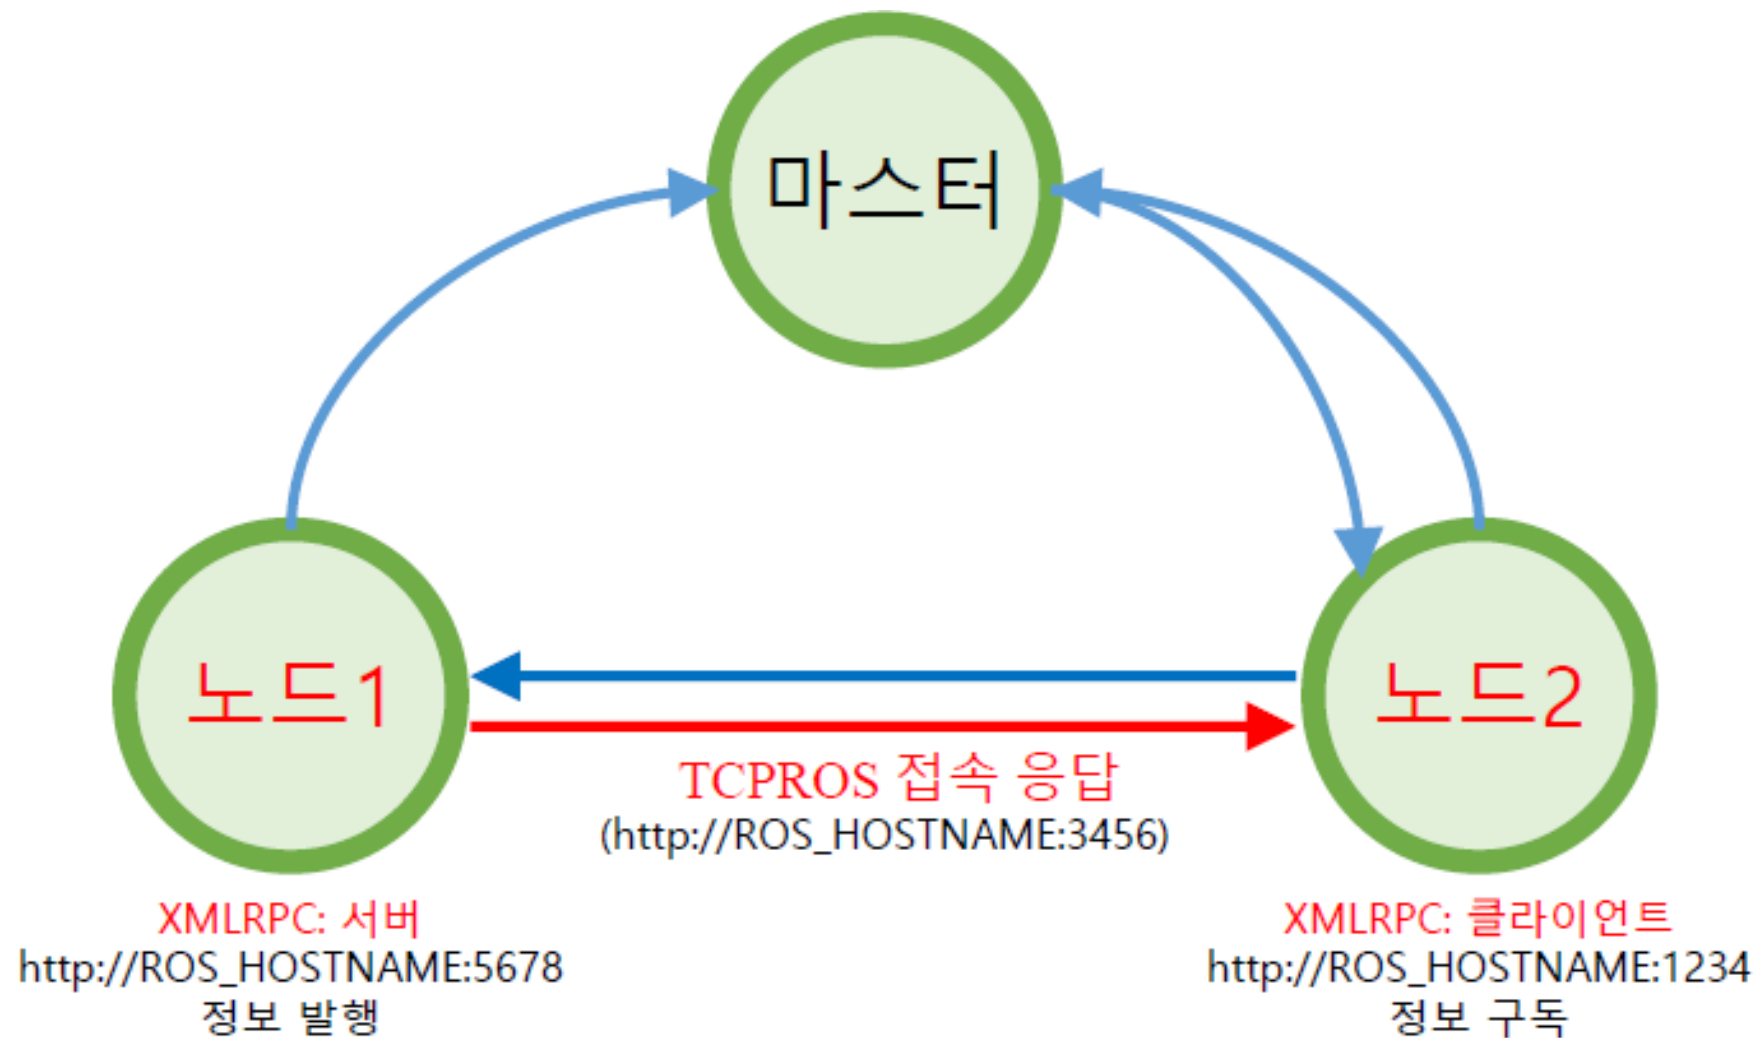 마스터
노드1
노드2
TCPROS 접속 응답
(http://ROS_HOSTNAME:3456)
XMLRPC: 서버
http://ROS_HOSTNAME:5678
정보 발행
XMLRPC: 클라이언트
http://ROS_HOSTNAME:1234
정보 구독